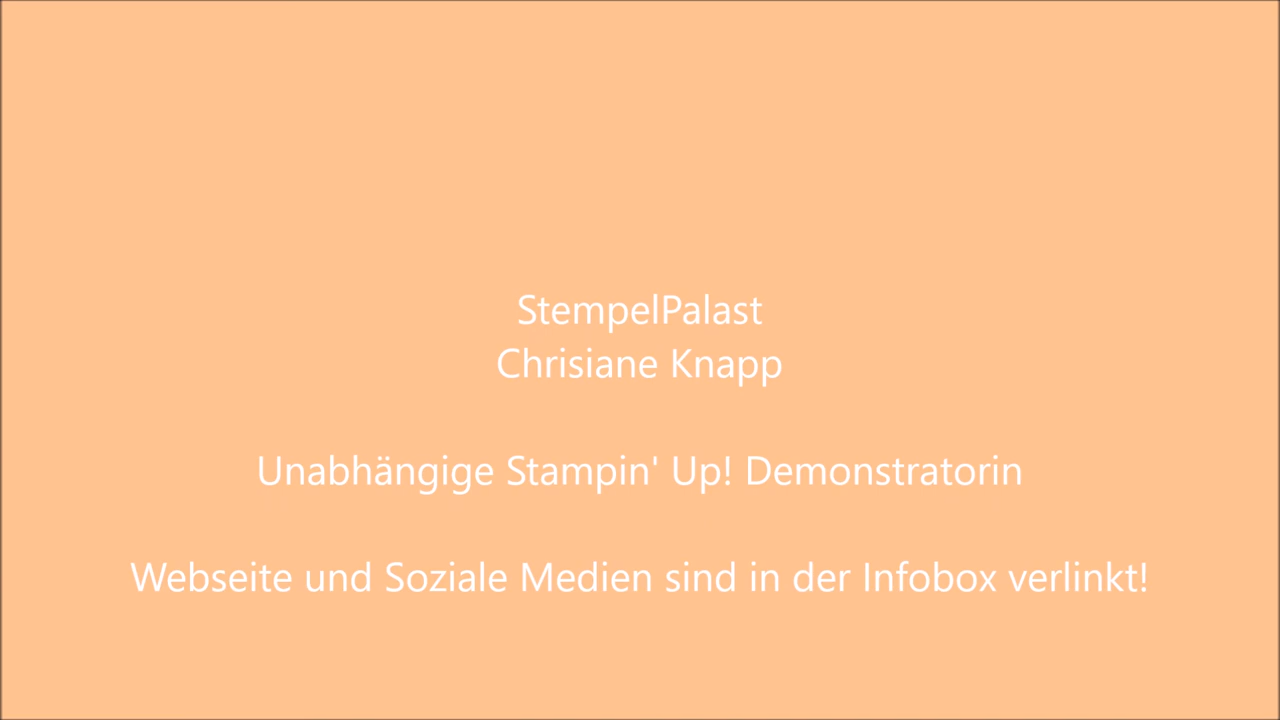 StempelPalast
Chrisiane Knapp
Unabhängige Stampin' Up! Demonstratorin
Webseite und Soziale Medien sind in der Infobox verlinkt!